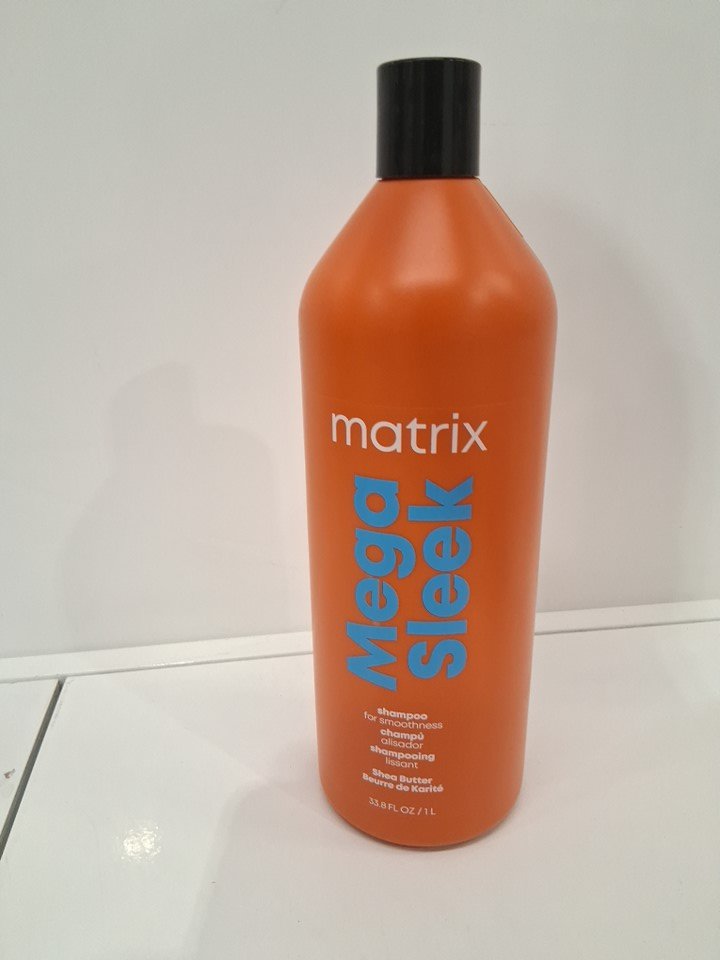 matrix
Mega
Sleek
shampoo
for smoothness
champú
alisador
shampooing
lissant
Shea Butter
Beurre de Karité
33.8 FL OZ / 1 L